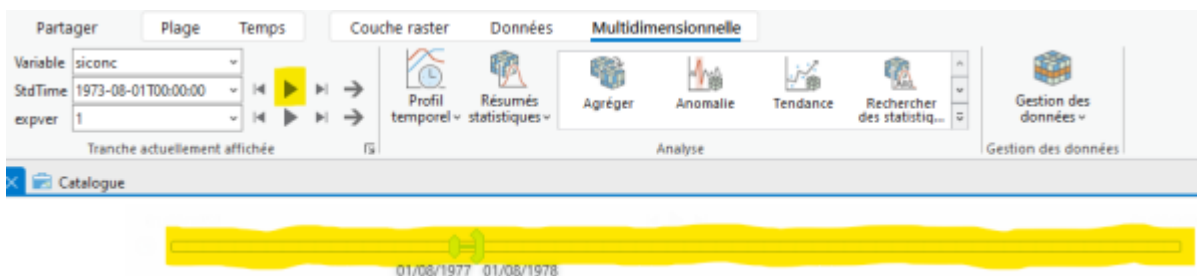 Partager Plage Temps Couche raster Données Multidimensionnelle
Variable siconc
StdTime 1973-08-01T00:00:00
expver 1
Profil temporel
Résumés statistiques
Agréger
Anomalie
Tendance
Rechercher des statistiq...
Gestion des données
Tranche actuellement affichée Analyse Gestion des données
Catalogue
01/08/1977 01/08/1978